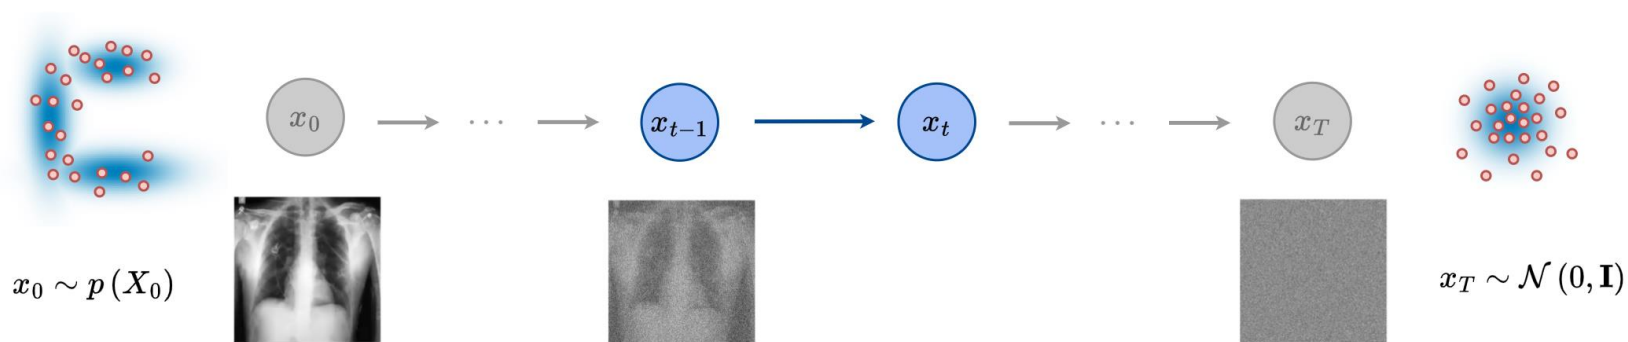 x₀ ··· xₜ₋₁ xₜ ··· x_T
x₀ ∼ p (X₀)
x_T ∼ 𝒩 (0, 𝐈)